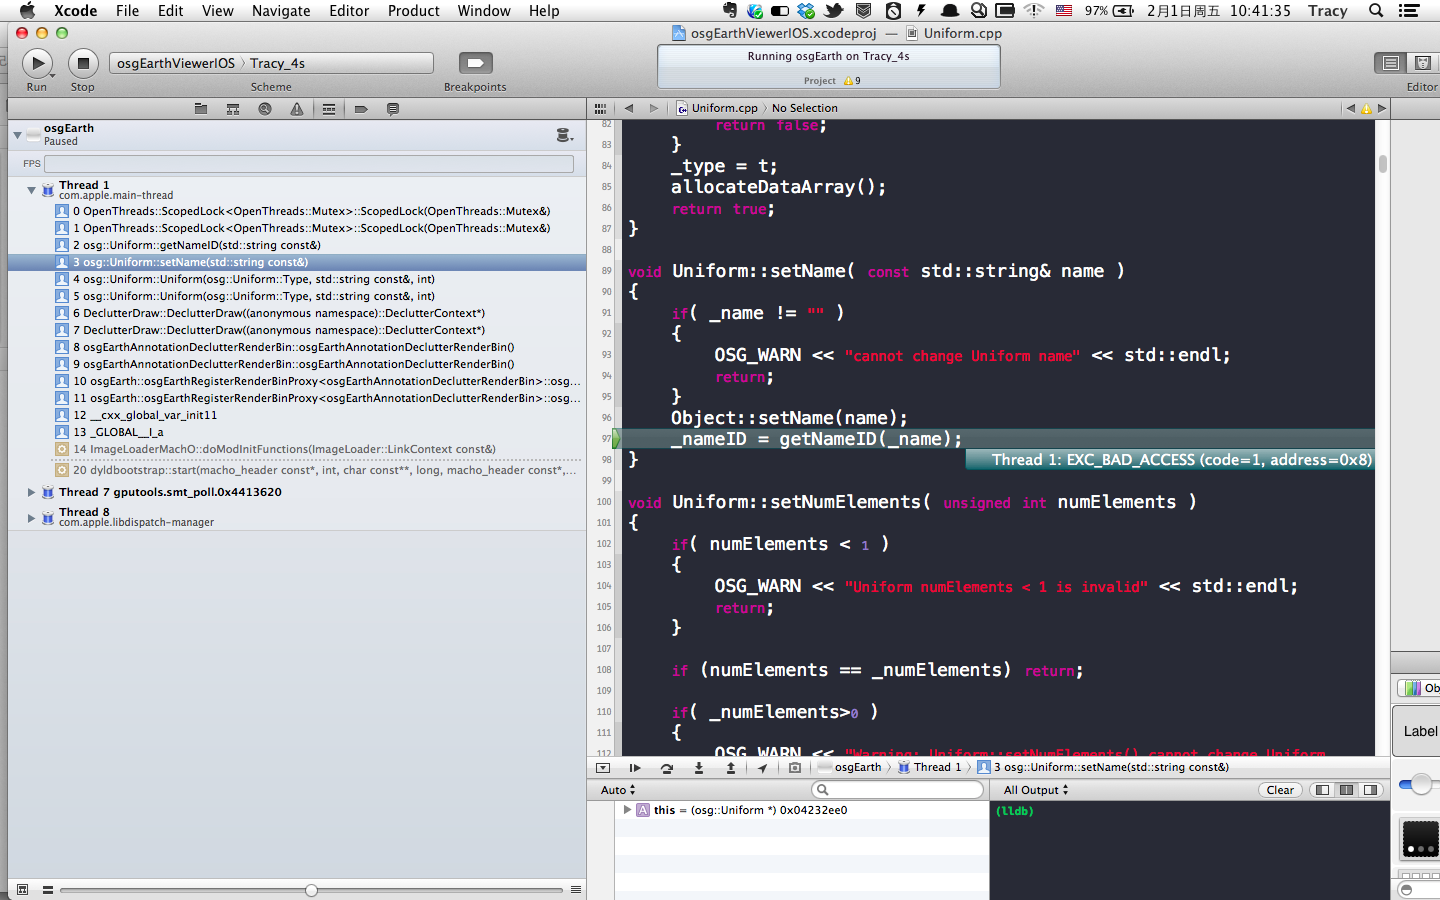 Xcode File Edit View Navigate Editor Product Window Help 97% 2月1日周五 10:41:35 Tracy
osgEarthViewerIOS.xcodeproj — Uniform.cpp
Run Stop osgEarthViewerIOS 〉 Tracy_4s Scheme Breakpoints
Running osgEarth on Tracy_4s
Project 9
Editor
osgEarth
Paused
FPS
Thread 1
com.apple.main-thread
0 OpenThreads::ScopedLock<OpenThreads::Mutex>::ScopedLock(OpenThreads::Mutex&)
1 OpenThreads::ScopedLock<OpenThreads::Mutex>::ScopedLock(OpenThreads::Mutex&)
2 osg::Uniform::getNameID(std::string const&)
3 osg::Uniform::setName(std::string const&)
4 osg::Uniform::Uniform(osg::Uniform::Type, std::string const&, int)
5 osg::Uniform::Uniform(osg::Uniform::Type, std::string const&, int)
6 DeclutterDraw::DeclutterDraw((anonymous namespace)::DeclutterContext*)
7 DeclutterDraw::DeclutterDraw((anonymous namespace)::DeclutterContext*)
8 osgEarthAnnotationDeclutterRenderBin::osgEarthAnnotationDeclutterRenderBin()
9 osgEarthAnnotationDeclutterRenderBin::osgEarthAnnotationDeclutterRenderBin()
10 osgEarth::osgEarthRegisterRenderBinProxy<osgEarthAnnotationDeclutterRenderBin>::osg...
11 osgEarth::osgEarthRegisterRenderBinProxy<osgEarthAnnotationDeclutterRenderBin>::osg...
12 __cxx_global_var_init11
13 _GLOBAL__I_a
14 ImageLoaderMachO::doModInitFunctions(ImageLoader::LinkContext const&)
20 dyldbootstrap::start(macho_header const*, int, char const**, long, macho_header const*,...
Thread 7 gputools.smt_poll.0x4413620
Thread 8
com.apple.libdispatch-manager
Uniform.cpp 〉 No Selection
82 return false;
83 }
84 _type = t;
85 allocateDataArray();
86 return true;
87 }
88
89 void Uniform::setName( const std::string& name )
90 {
91 if( _name != "" )
92 {
93 OSG_WARN << "cannot change Uniform name" << std::endl;
94 return;
95 }
96 Object::setName(name);
97 _nameID = getNameID(_name);
98 }
Thread 1: EXC_BAD_ACCESS (code=1, address=0x8)
99
100 void Uniform::setNumElements( unsigned int numElements )
101 {
102 if( numElements < 1 )
103 {
104 OSG_WARN << "Uniform numElements < 1 is invalid" << std::endl;
105 return;
106 }
107
108 if (numElements == _numElements) return;
109
110 if( _numElements>0 )
111 {
112 OSG_WARN << "Warning: Uniform::setNumElements() cannot change Uniform
osgEarth 〉 Thread 1 〉 3 osg::Uniform::setName(std::string const&)
Auto
All Output
Clear
this = (osg::Uniform *) 0x04232ee0
(lldb)
Ob
Label